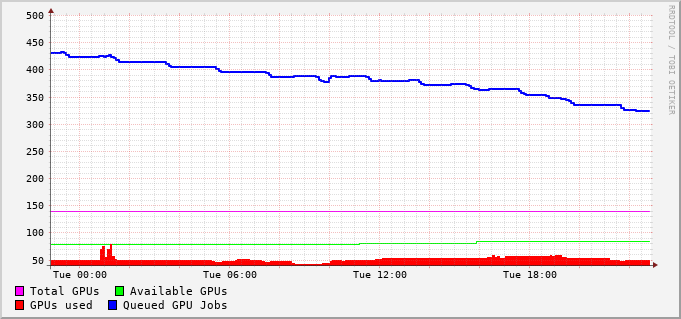 500
450
400
350
300
250
200
150
100
50
Tue 00:00 Tue 06:00 Tue 12:00 Tue 18:00
Total GPUs Available GPUs
GPUs used Queued GPU Jobs
RRDTOOL / TOBI OETIKER